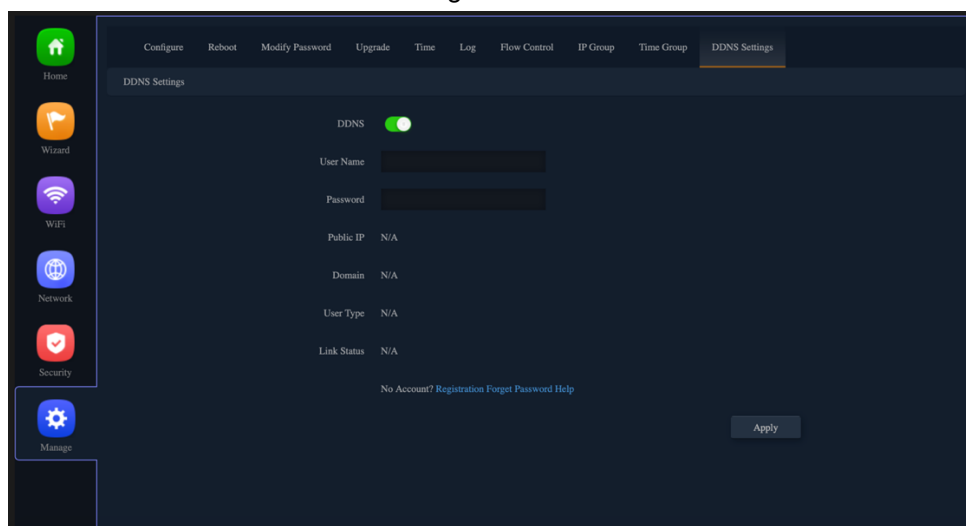 Home
Wizard
WiFi
Network
Security
Manage
Configure Reboot Modify Password Upgrade Time Log Flow Control IP Group Time Group DDNS Settings
DDNS Settings
DDNS
User Name
Password
Public IP N/A
Domain N/A
User Type N/A
Link Status N/A
No Account? Registration Forget Password Help
Apply